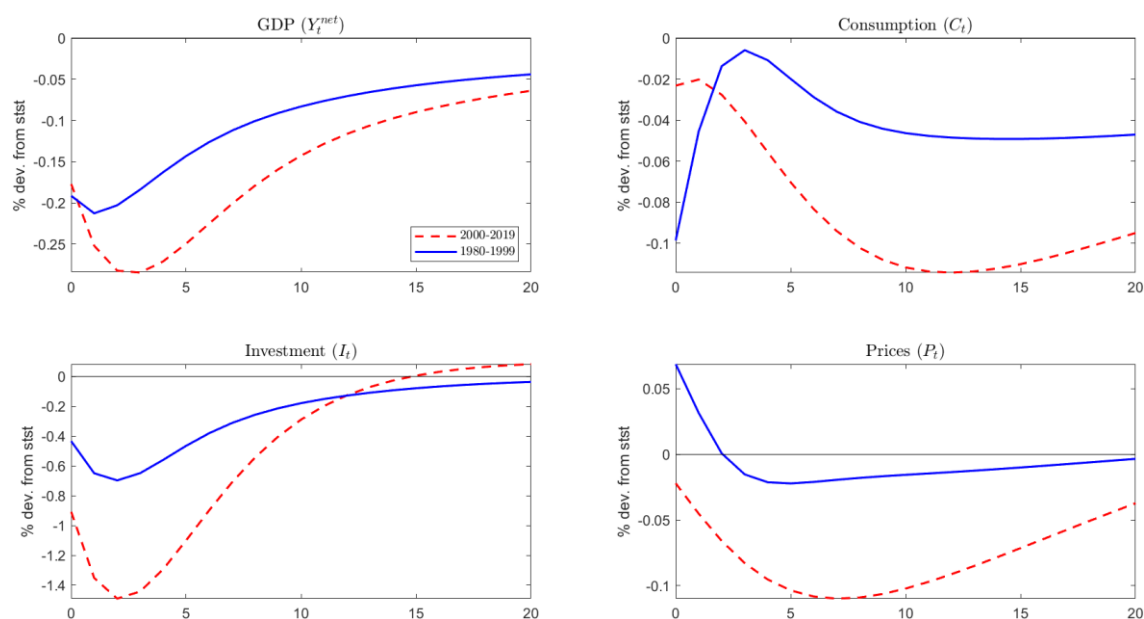 GDP (Y_t^{net})
% dev. from stst
0
-0.05
-0.1
-0.15
-0.2
-0.25
0 5 10 15 20
2000-2019
1980-1999
Consumption (C_t)
% dev. from stst
0
-0.02
-0.04
-0.06
-0.08
-0.1
0 5 10 15 20
Investment (I_t)
% dev. from stst
0
-0.2
-0.4
-0.6
-0.8
-1
-1.2
-1.4
0 5 10 15 20
Prices (P_t)
% dev. from stst
0.05
0
-0.05
-0.1
0 5 10 15 20